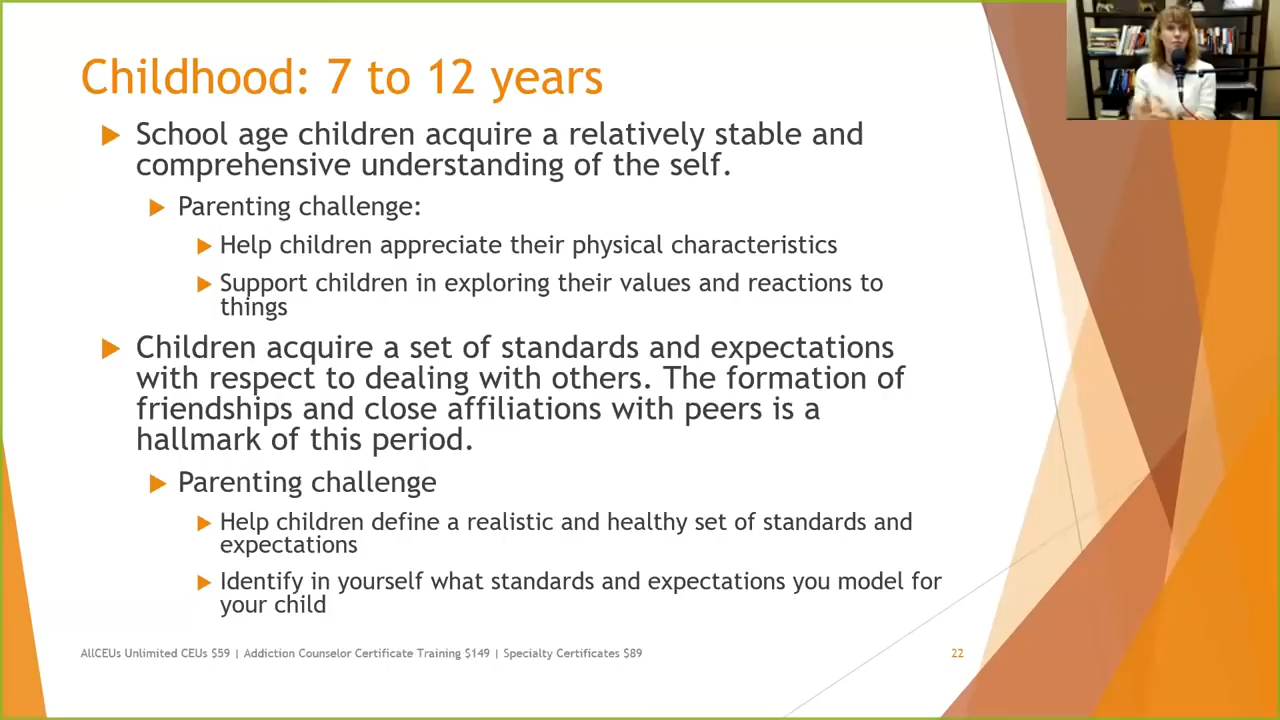 Childhood: 7 to 12 years
School age children acquire a relatively stable and
comprehensive understanding of the self.
Parenting challenge:
Help children appreciate their physical characteristics
Support children in exploring their values and reactions to
things
Children acquire a set of standards and expectations
with respect to dealing with others. The formation of
friendships and close affiliations with peers is a
hallmark of this period.
Parenting challenge
Help children define a realistic and healthy set of standards and
expectations
Identify in yourself what standards and expectations you model for
your child
AllCEUs Unlimited CEUs $59 | Addiction Counselor Certificate Training $149 | Specialty Certificates $89
22